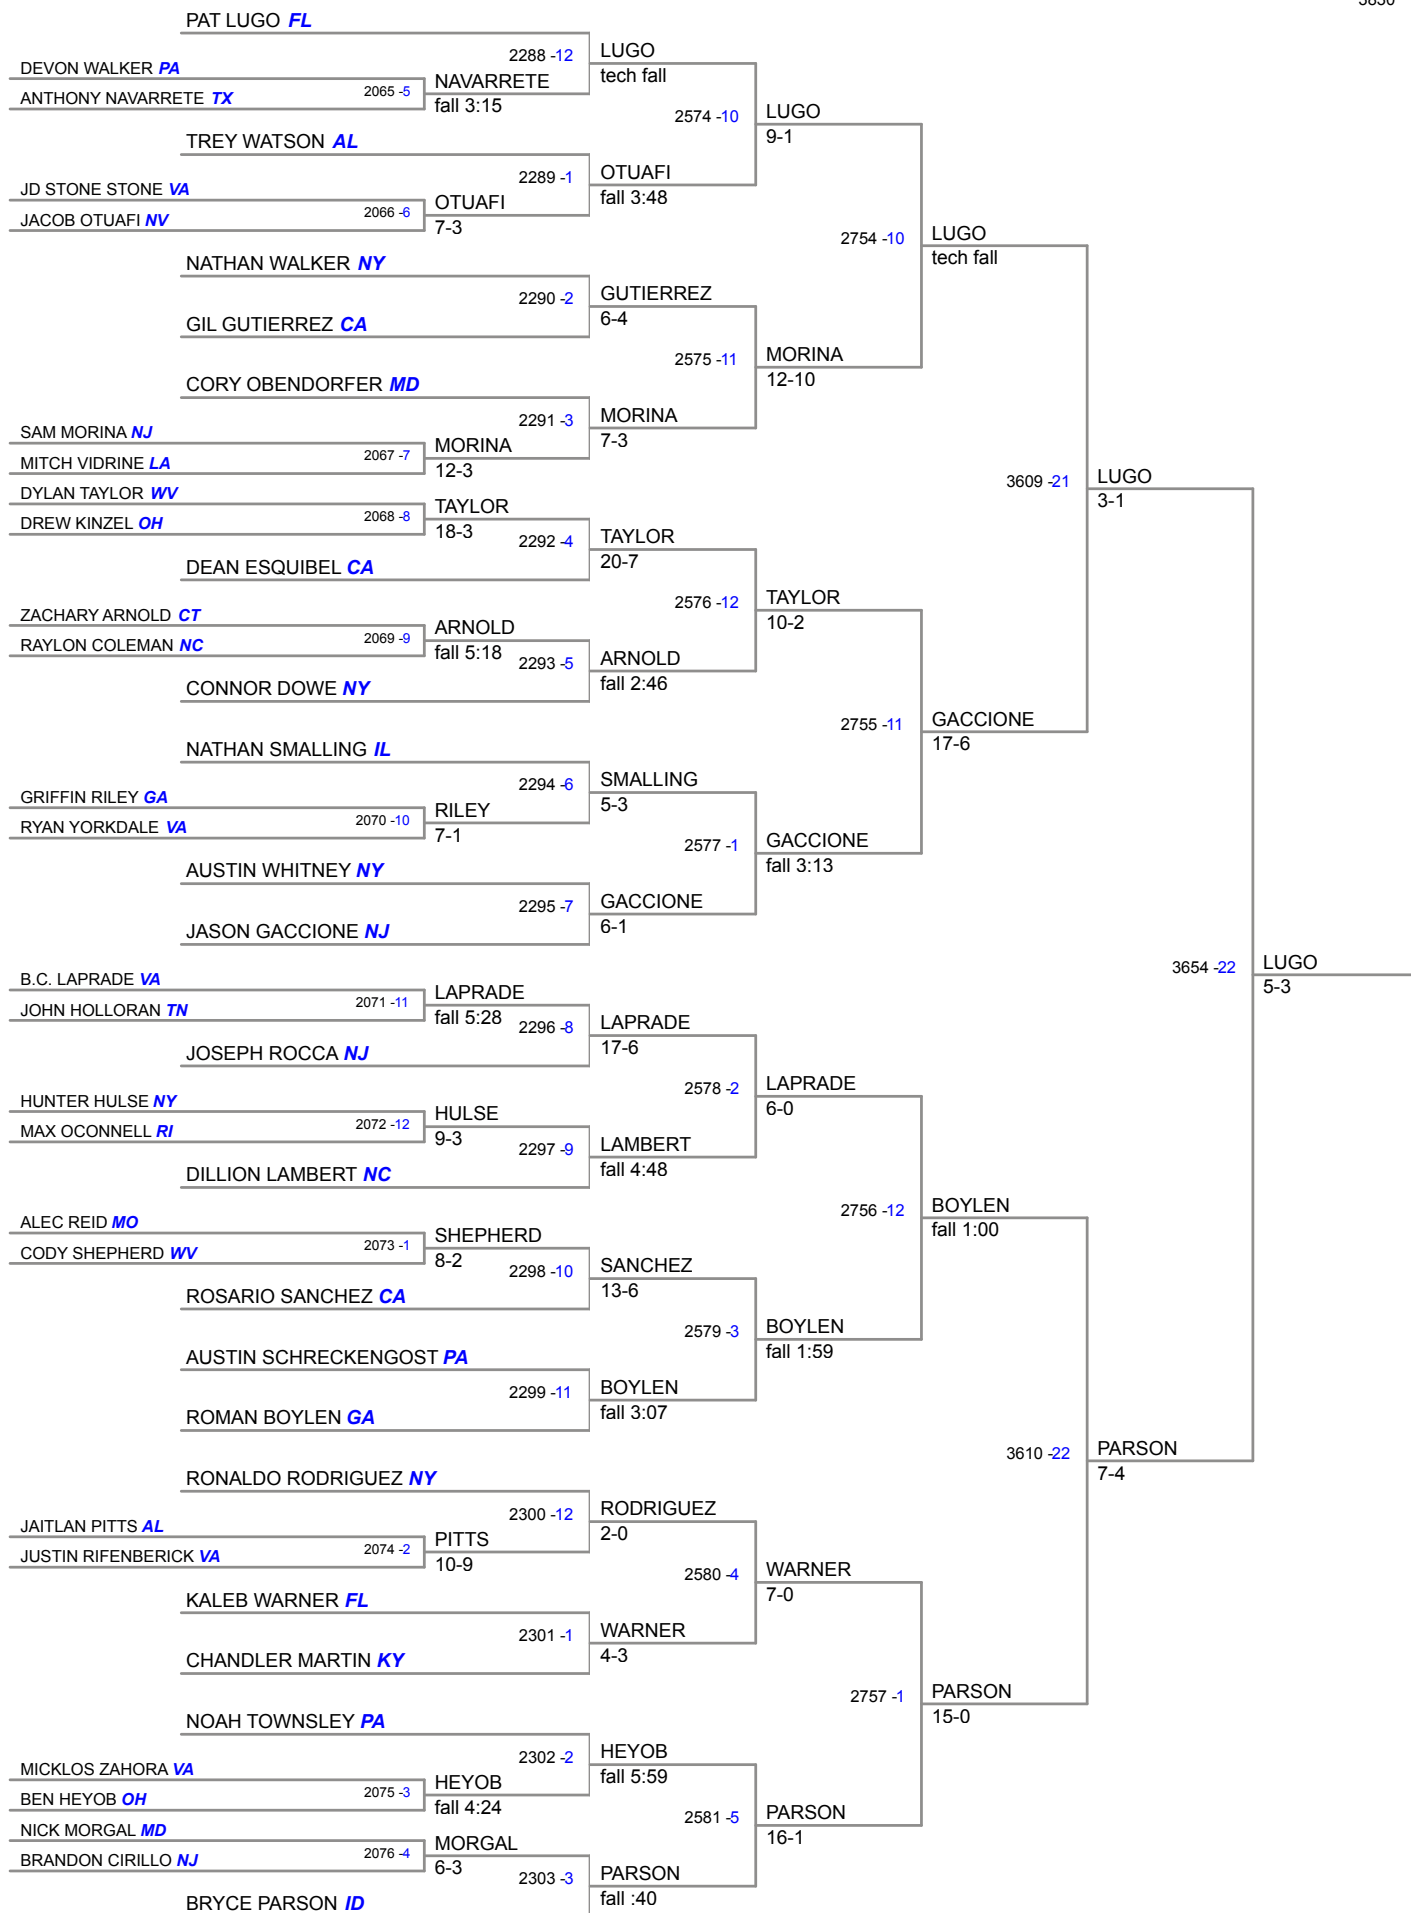 3830
PAT LUGO FL
2288 -12
LUGO
tech fall
DEVON WALKER PA
ANTHONY NAVARRETE TX
2065 -5
NAVARRETE
fall 3:15
2574 -10
LUGO
9-1
TREY WATSON AL
2289 -1
OTUAFI
fall 3:48
JD STONE STONE VA
JACOB OTUAFI NV
2066 -6
OTUAFI
7-3
2754 -10
LUGO
tech fall
NATHAN WALKER NY
2290 -2
GUTIERREZ
6-4
GIL GUTIERREZ CA
2575 -11
MORINA
12-10
CORY OBENDORFER MD
2291 -3
MORINA
7-3
SAM MORINA NJ
MITCH VIDRINE LA
2067 -7
MORINA
12-3
3609 -21
LUGO
3-1
DYLAN TAYLOR WV
DREW KINZEL OH
2068 -8
TAYLOR
18-3
2292 -4
TAYLOR
20-7
DEAN ESQUIBEL CA
2576 -12
TAYLOR
10-2
ZACHARY ARNOLD CT
RAYLON COLEMAN NC
2069 -9
ARNOLD
fall 5:18
2293 -5
ARNOLD
fall 2:46
CONNOR DOWE NY
2755 -11
GACCIONE
17-6
NATHAN SMALLING IL
2294 -6
SMALLING
5-3
GRIFFIN RILEY GA
RYAN YORKDALE VA
2070 -10
RILEY
7-1
2577 -1
GACCIONE
fall 3:13
AUSTIN WHITNEY NY
2295 -7
GACCIONE
6-1
JASON GACCIONE NJ
3654 -22
LUGO
5-3
B.C. LAPRADE VA
JOHN HOLLORAN TN
2071 -11
LAPRADE
fall 5:28
2296 -8
LAPRADE
17-6
JOSEPH ROCCA NJ
2578 -2
LAPRADE
6-0
HUNTER HULSE NY
MAX OCONNELL RI
2072 -12
HULSE
9-3
2297 -9
LAMBERT
fall 4:48
DILLION LAMBERT NC
2756 -12
BOYLEN
fall 1:00
ALEC REID MO
CODY SHEPHERD WV
2073 -1
SHEPHERD
8-2
2298 -10
SANCHEZ
13-6
ROSARIO SANCHEZ CA
2579 -3
BOYLEN
fall 1:59
AUSTIN SCHRECKENGOST PA
2299 -11
BOYLEN
fall 3:07
ROMAN BOYLEN GA
3610 -22
PARSON
7-4
RONALDO RODRIGUEZ NY
2300 -12
RODRIGUEZ
2-0
JAITLAN PITTS AL
JUSTIN RIFENBERICK VA
2074 -2
PITTS
10-9
2580 -4
WARNER
7-0
KALEB WARNER FL
2301 -1
WARNER
4-3
CHANDLER MARTIN KY
2757 -1
PARSON
15-0
NOAH TOWNSLEY PA
2302 -2
HEYOB
fall 5:59
MICKLOS ZAHORA VA
BEN HEYOB OH
2075 -3
HEYOB
fall 4:24
2581 -5
PARSON
16-1
NICK MORGAL MD
BRANDON CIRILLO NJ
2076 -4
MORGAL
6-3
2303 -3
PARSON
fall :40
BRYCE PARSON ID